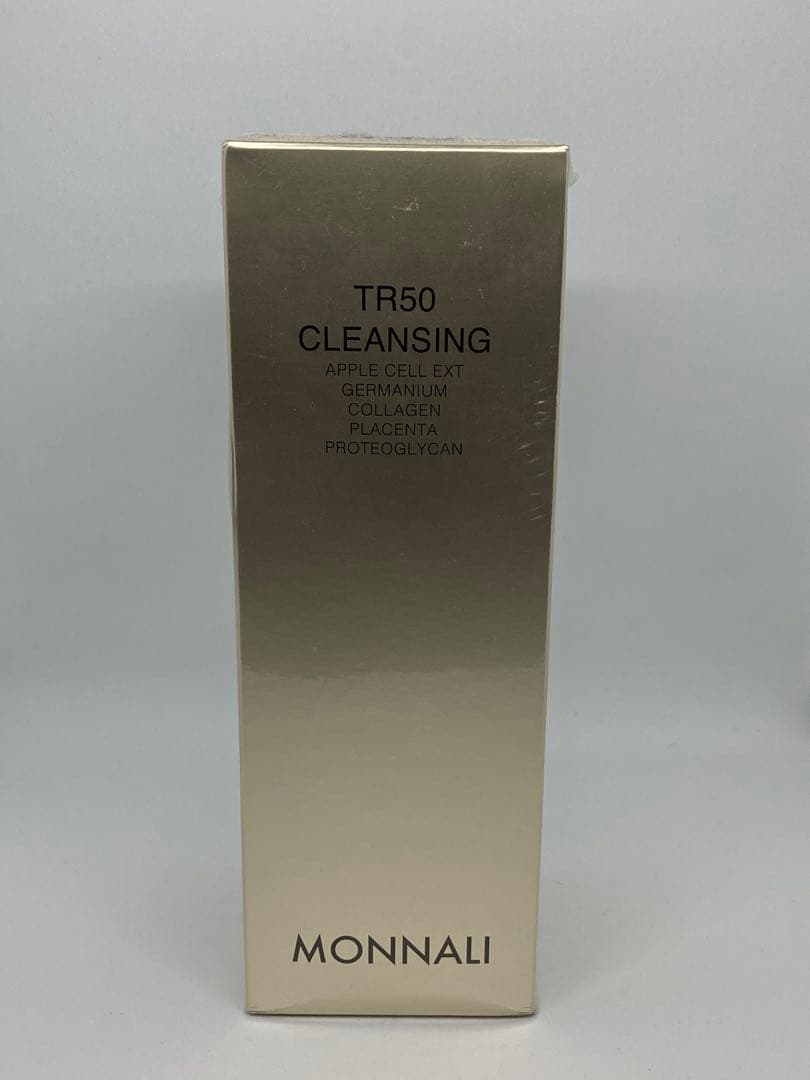 TR50
CLEANSING
APPLE CELL EXT
GERMANIUM
COLLAGEN
PLACENTA
PROTEOGLYCAN
MONNALI